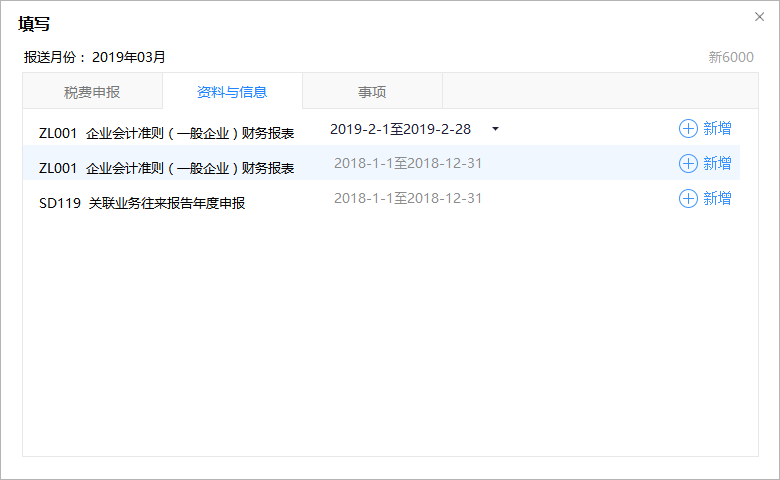 填写
报送月份： 2019年03月 新6000
税费申报 资料与信息 事项
ZL001 企业会计准则（一般企业）财务报表 2019-2-1至2019-2-28 新增
ZL001 企业会计准则（一般企业）财务报表 2018-1-1至2018-12-31 新增
SD119 关联业务往来报告年度申报 2018-1-1至2018-12-31 新增